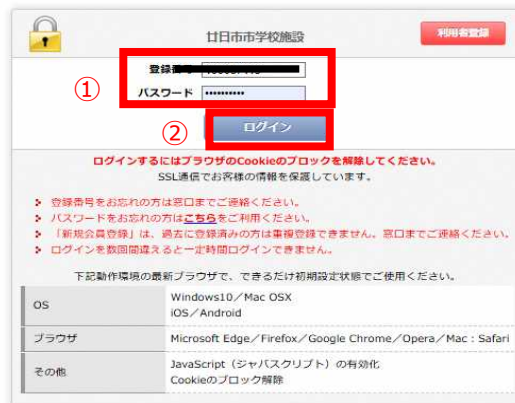 廿日市市学校施設
利用者登録
①
登録
パスワード ••••••••••
②
ログイン
ログインするにはブラウザのCookieのブロックを解除してください。
SSL通信でお客様の情報を保護しています。
登録番号をお忘れの方は窓口までご連絡ください。
パスワードをお忘れの方はこちらをご利用ください。
「新規会員登録」は、過去に登録済みの方は重複登録できません。窓口までご連絡ください。
ログインを数回間違えると一定時間ログインできません。
下記動作環境の最新ブラウザで、できるだけ初期設定状態でご使用ください。
OS
Windows10／Mac OSX
iOS／Android
ブラウザ
Microsoft Edge／Firefox／Google Chrome／Opera／Mac：Safari
その他
JavaScript（ジャバスクリプト）の有効化
Cookieのブロック解除